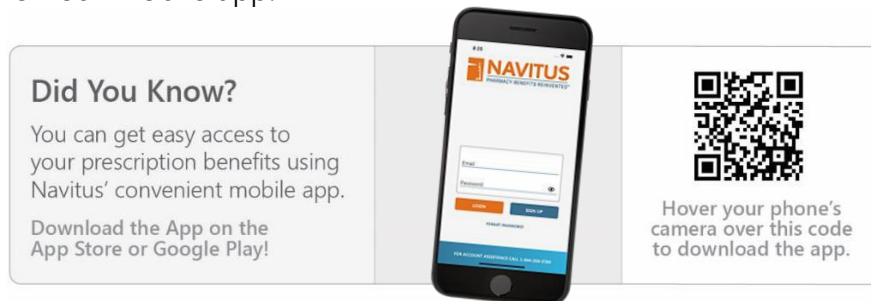 Did You Know?
You can get easy access to
your prescription benefits using
Navitus’ convenient mobile app.
Download the App on the
App Store or Google Play!
NAVITUS
PHARMACY BENEFITS REINVENTED
Email
Password
LOGIN
SIGN UP
FORGOT PASSWORD
Hover your phone’s
camera over this code
to download the app.